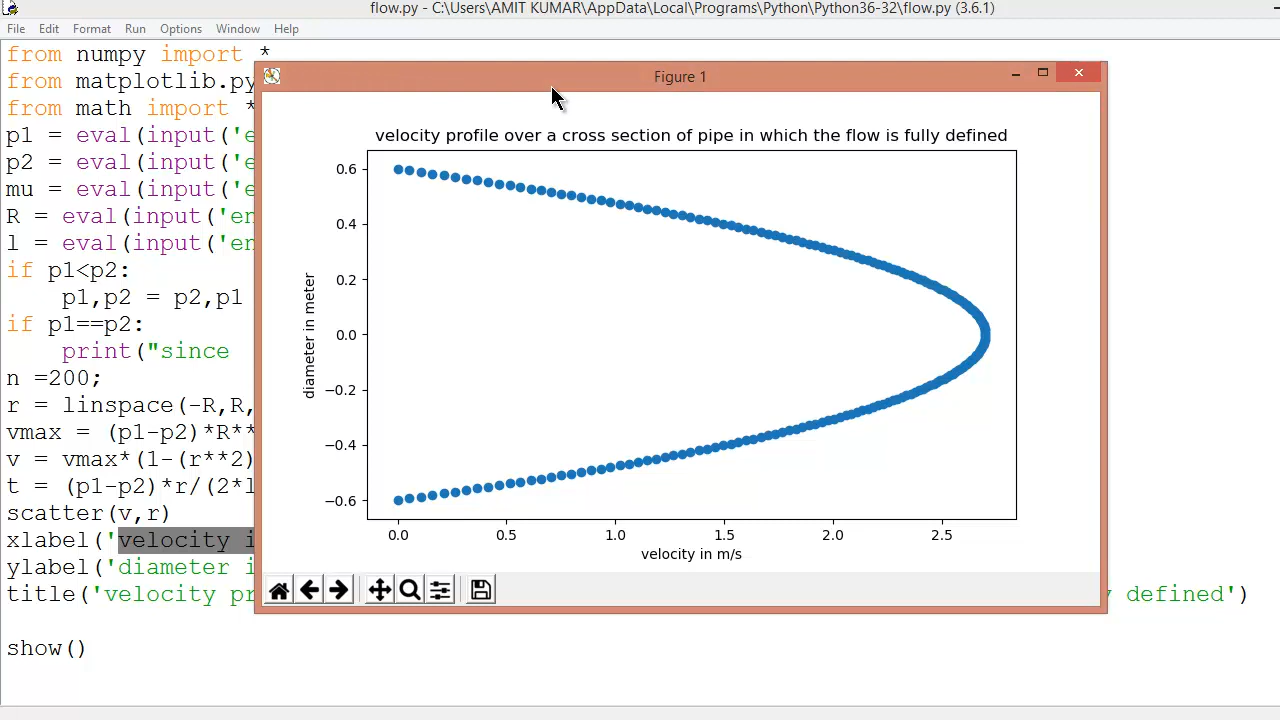 flow.py - C:\Users\AMIT KUMAR\AppData\Local\Programs\Python\Python36-32\flow.py (3.6.1)
File Edit Format Run Options Window Help
from numpy import *
from matplotlib.py
from math import *
p1 = eval(input('e
p2 = eval(input('e
mu = eval(input('e
R = eval(input('en
l = eval(input('en
if p1<p2:
p1,p2 = p2,p1
if p1==p2:
print("since
n =200;
r = linspace(-R,R,
vmax = (p1-p2)*R**
v = vmax*(1-(r**2)
t = (p1-p2)*r/(2*l
scatter(v,r)
xlabel('velocity i
ylabel('diameter i
title('velocity pr
defined')
show()
Figure 1
velocity profile over a cross section of pipe in which the flow is fully defined
diameter in meter
0.6
0.4
0.2
0.0
−0.2
−0.4
−0.6
0.0 0.5 1.0 1.5 2.0 2.5
velocity in m/s